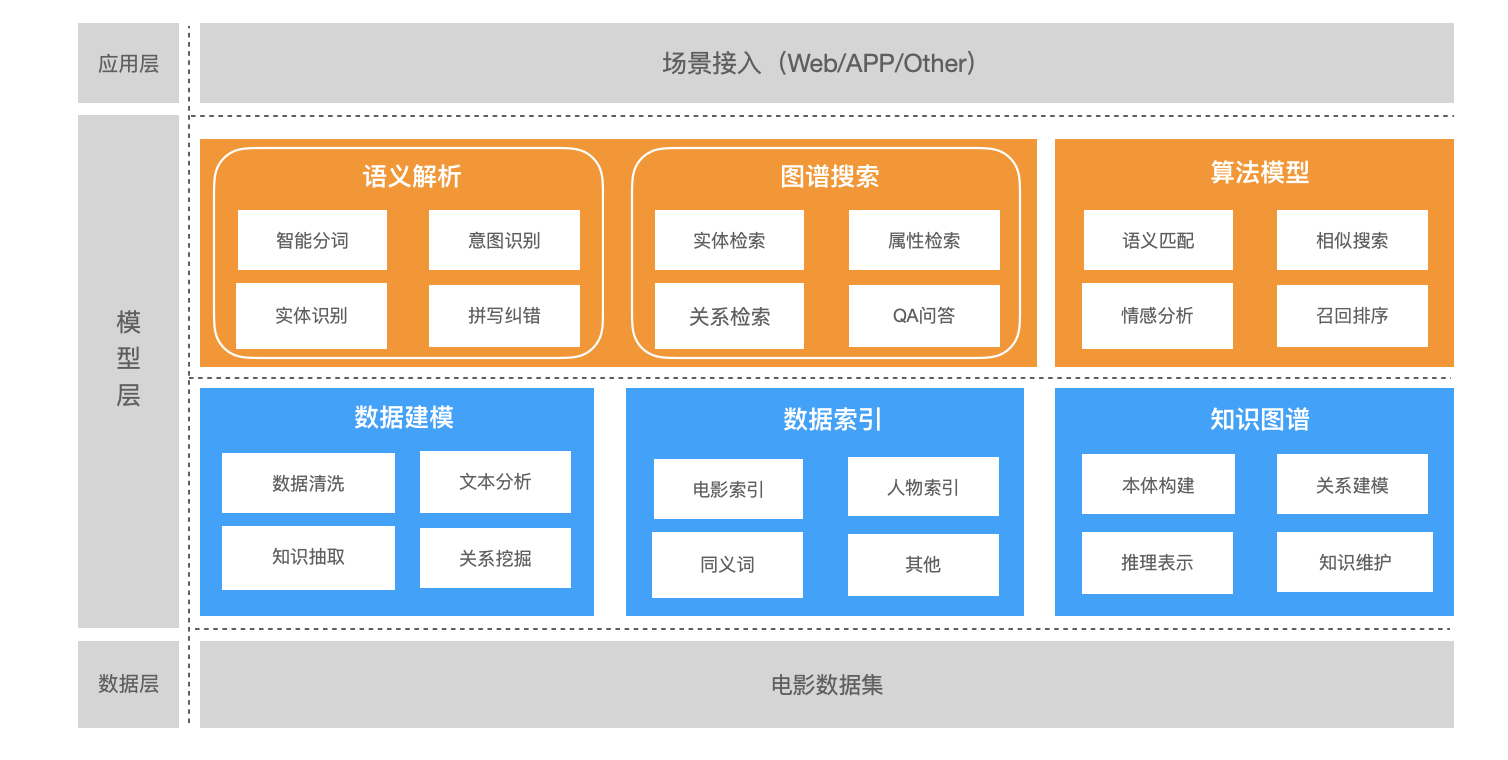 应用层
场景接入（Web/APP/Other）
模
型
层
语义解析
智能分词
意图识别
实体识别
拼写纠错
图谱搜索
实体检索
属性检索
关系检索
QA问答
算法模型
语义匹配
相似搜索
情感分析
召回排序
数据建模
数据清洗
文本分析
知识抽取
关系挖掘
数据索引
电影索引
人物索引
同义词
其他
知识图谱
本体构建
关系建模
推理表示
知识维护
数据层
电影数据集